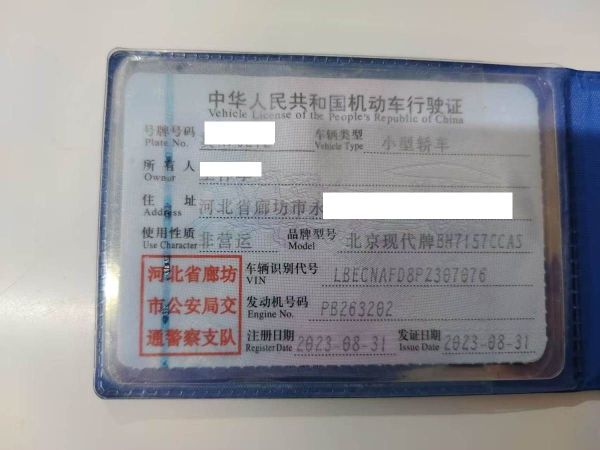 中华人民共和国机动车行驶证
Vehicle License of the People's Republic of China
号牌号码 Plate No.
车辆类型 Vehicle Type 小型轿车
所有人 Owner
住址 Address 河北省廊坊市永
使用性质 Use Character 非营运
品牌型号 Model 北京现代牌BH7157CCAS
河北省廊坊
市公安局交
通警察支队
车辆识别代号 VIN LBECNAFD8PZ307076
发动机号码 Engine No. PB263202
注册日期 Register Date 2023-08-31
发证日期 Issue Date 2023-08-31